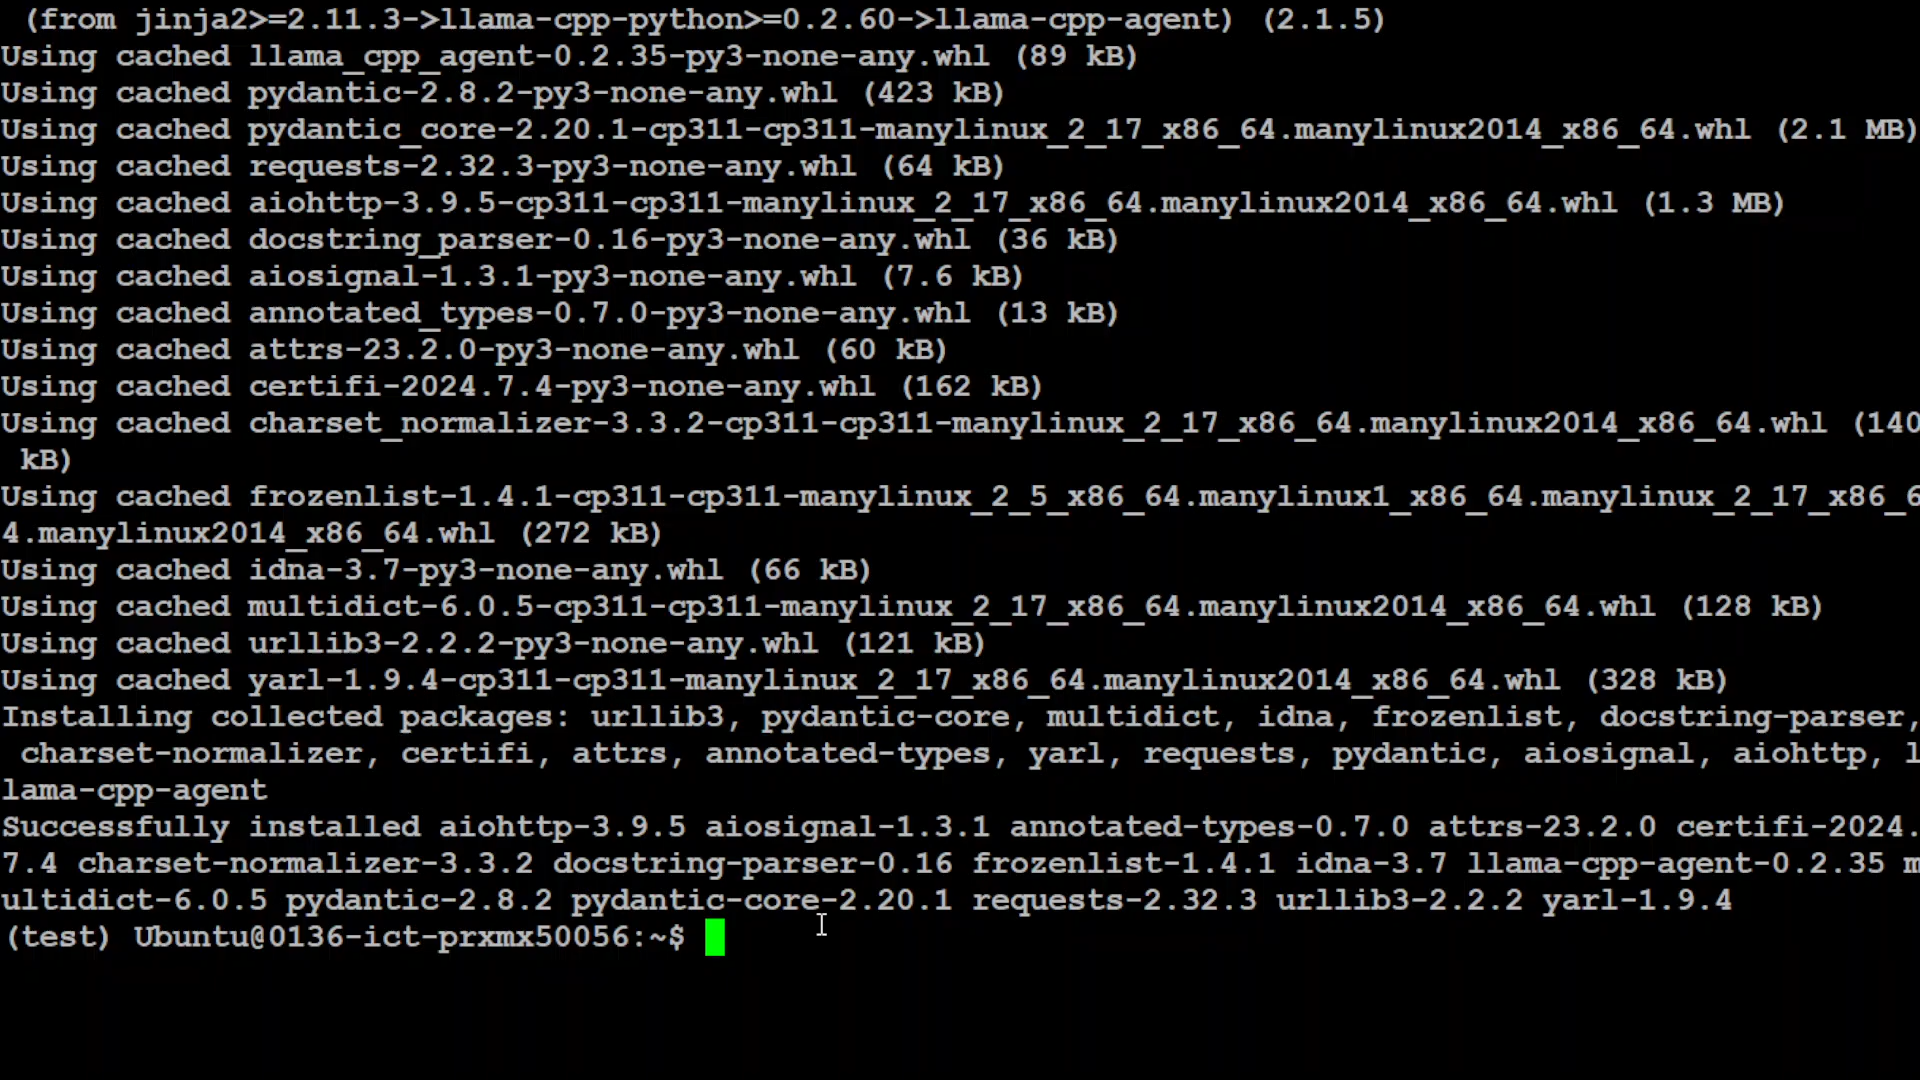 (from jinja2>=2.11.3->llama-cpp-python>=0.2.60->llama-cpp-agent) (2.1.5)
Using cached llama_cpp_agent-0.2.35-py3-none-any.whl (89 kB)
Using cached pydantic-2.8.2-py3-none-any.whl (423 kB)
Using cached pydantic_core-2.20.1-cp311-cp311-manylinux_2_17_x86_64.manylinux2014_x86_64.whl (2.1 MB)
Using cached requests-2.32.3-py3-none-any.whl (64 kB)
Using cached aiohttp-3.9.5-cp311-cp311-manylinux_2_17_x86_64.manylinux2014_x86_64.whl (1.3 MB)
Using cached docstring_parser-0.16-py3-none-any.whl (36 kB)
Using cached aiosignal-1.3.1-py3-none-any.whl (7.6 kB)
Using cached annotated_types-0.7.0-py3-none-any.whl (13 kB)
Using cached attrs-23.2.0-py3-none-any.whl (60 kB)
Using cached certifi-2024.7.4-py3-none-any.whl (162 kB)
Using cached charset_normalizer-3.3.2-cp311-cp311-manylinux_2_17_x86_64.manylinux2014_x86_64.whl (140
kB)
Using cached frozenlist-1.4.1-cp311-cp311-manylinux_2_5_x86_64.manylinux1_x86_64.manylinux_2_17_x86_6
4.manylinux2014_x86_64.whl (272 kB)
Using cached idna-3.7-py3-none-any.whl (66 kB)
Using cached multidict-6.0.5-cp311-cp311-manylinux_2_17_x86_64.manylinux2014_x86_64.whl (128 kB)
Using cached urllib3-2.2.2-py3-none-any.whl (121 kB)
Using cached yarl-1.9.4-cp311-cp311-manylinux_2_17_x86_64.manylinux2014_x86_64.whl (328 kB)
Installing collected packages: urllib3, pydantic-core, multidict, idna, frozenlist, docstring-parser,
charset-normalizer, certifi, attrs, annotated-types, yarl, requests, pydantic, aiosignal, aiohttp, l
lama-cpp-agent
Successfully installed aiohttp-3.9.5 aiosignal-1.3.1 annotated-types-0.7.0 attrs-23.2.0 certifi-2024.
7.4 charset-normalizer-3.3.2 docstring-parser-0.16 frozenlist-1.4.1 idna-3.7 llama-cpp-agent-0.2.35 m
ultidict-6.0.5 pydantic-2.8.2 pydantic-core-2.20.1 requests-2.32.3 urllib3-2.2.2 yarl-1.9.4
(test) Ubuntu@0136-ict-prxmx50056:~$